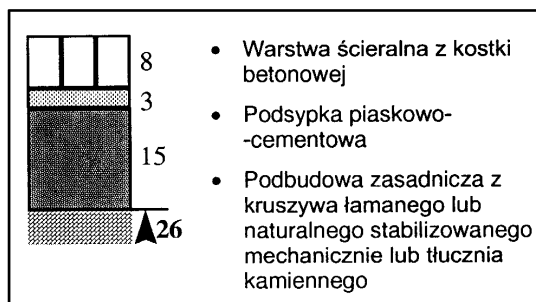 8
3
15
26
• Warstwa ścieralna z kostki
betonowej
• Podsypka piaskowo-
-cementowa
• Podbudowa zasadnicza z
kruszywa łamanego lub
naturalnego stabilizowanego
mechanicznie lub tłucznia
kamiennego